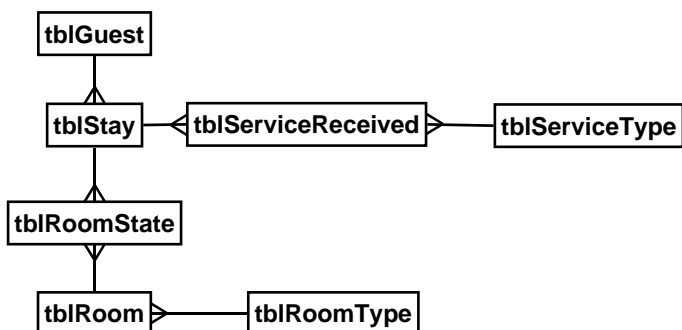 tblGuest
tblStay
tblServiceReceived
tblServiceType
tblRoomState
tblRoom
tblRoomType